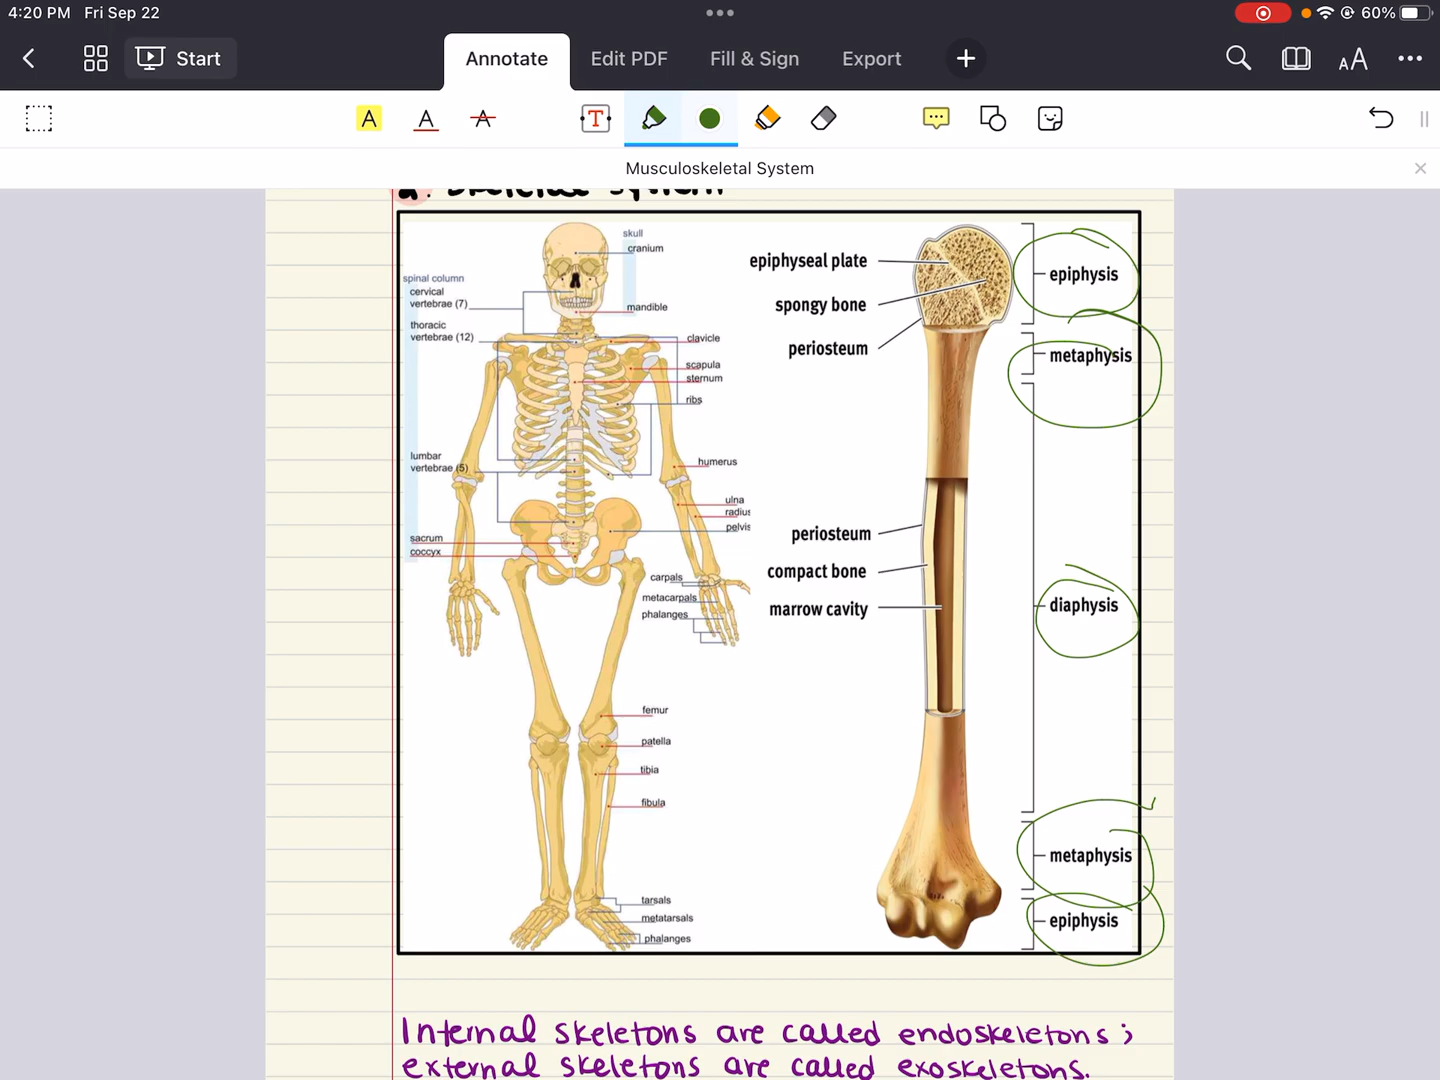 4:20 PM Fri Sep 22
60%
Start
Annotate
Edit PDF
Fill & Sign
Export
Musculoskeletal System
skull
cranium
mandible
spinal column
cervical
vertebrae (7)
thoracic
vertebrae (12)
clavicle
scapula
sternum
ribs
lumbar
vertebrae (5)
humerus
ulna
radius
pelvis
sacrum
coccyx
carpals
metacarpals
phalanges
femur
patella
tibia
fibula
tarsals
metatarsals
phalanges
epiphyseal plate
spongy bone
periosteum
periosteum
compact bone
marrow cavity
epiphysis
metaphysis
diaphysis
metaphysis
epiphysis
Internal skeletons are called endoskeletons;
external skeletons are called exoskeletons.